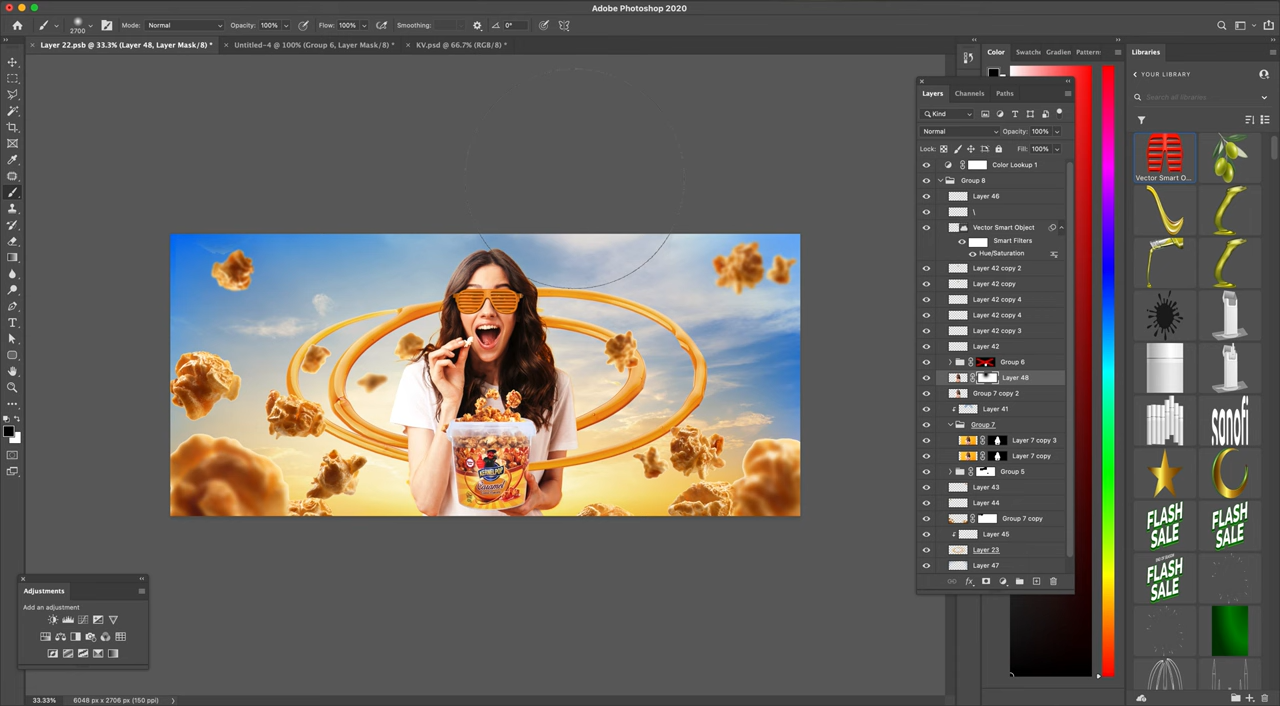 Adobe Photoshop 2020
2700
Mode: Normal
Opacity: 100%
Flow: 100%
Smoothing:
0°
Layer 22.psb @ 33.3% (Layer 48, Layer Mask/8) *
Untitled-4 @ 100% (Group 6, Layer Mask/8) *
KV.psd @ 66.7% (RGB/8) *
Color
Swatche
Gradien
Pattern
Libraries
YOUR LIBRARY
Search all libraries
Layers
Channels
Paths
Kind
Normal
Opacity: 100%
Lock:
Fill: 100%
Color Lookup 1
Group 8
Layer 46
\
Vector Smart Object
Smart Filters
Hue/Saturation
Layer 42 copy 2
Layer 42 copy
Layer 42 copy 4
Layer 42 copy 4
Layer 42 copy 3
Layer 42
Group 6
Layer 48
Group 7 copy 2
Layer 41
Group 7
Layer 7 copy 3
Layer 7 copy
Group 5
Layer 43
Layer 44
Group 7 copy
Layer 45
Layer 23
Layer 47
Vector Smart O...
sanofi
FLASH
SALE
FLASH
SALE
FLASH
SALE
KERNELPOP
Caramel
Adjustments
Add an adjustment
33.33%
6048 px x 2706 px (150 ppi)